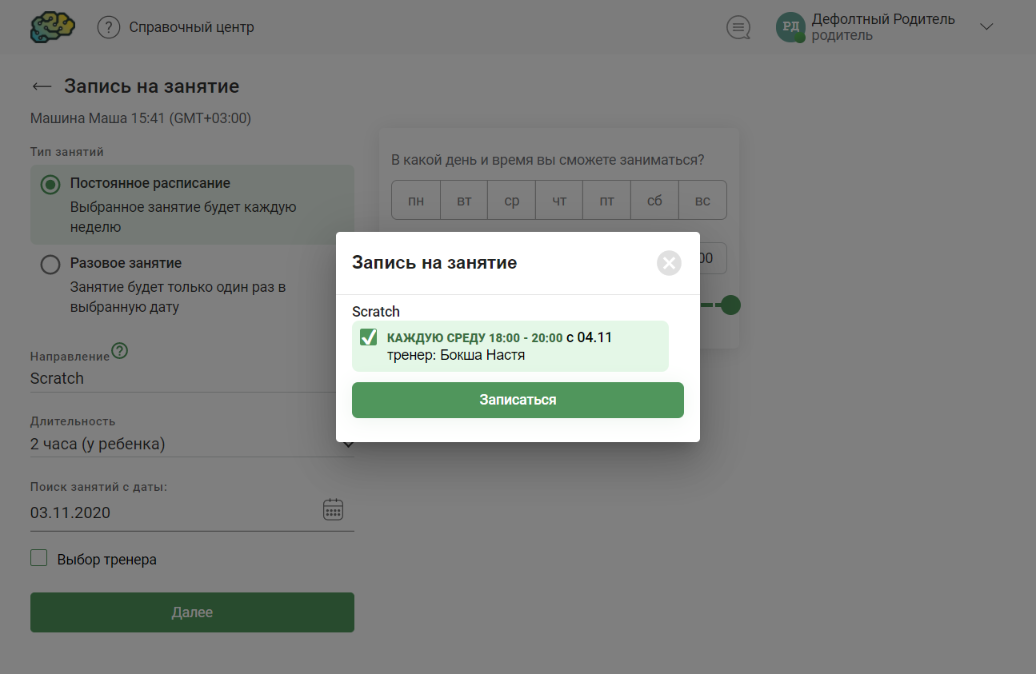 ? Справочный центр
РД Дефолтный Родитель
родитель
Запись на занятие
Машина Маша 15:41 (GMT+03:00)
Тип занятий
Постоянное расписание
Выбранное занятие будет каждую
неделю
Разовое занятие
Занятие будет только один раз в
выбранную дату
Направление ?
Scratch
Длительность
2 часа (у ребенка)
Поиск занятий с даты:
03.11.2020
Выбор тренера
Далее
В какой день и время вы сможете заниматься?
пн вт ср чт пт сб вс
00
Запись на занятие
Scratch
КАЖДУЮ СРЕДУ 18:00 - 20:00 с 04.11
тренер: Бокша Настя
Записаться